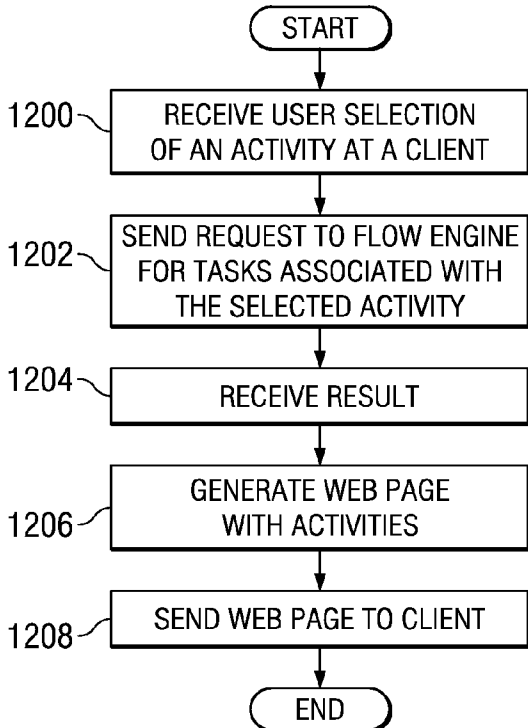 START
1200
RECEIVE USER SELECTION
OF AN ACTIVITY AT A CLIENT
1202
SEND REQUEST TO FLOW ENGINE
FOR TASKS ASSOCIATED WITH
THE SELECTED ACTIVITY
1204
RECEIVE RESULT
1206
GENERATE WEB PAGE
WITH ACTIVITIES
1208
SEND WEB PAGE TO CLIENT
END